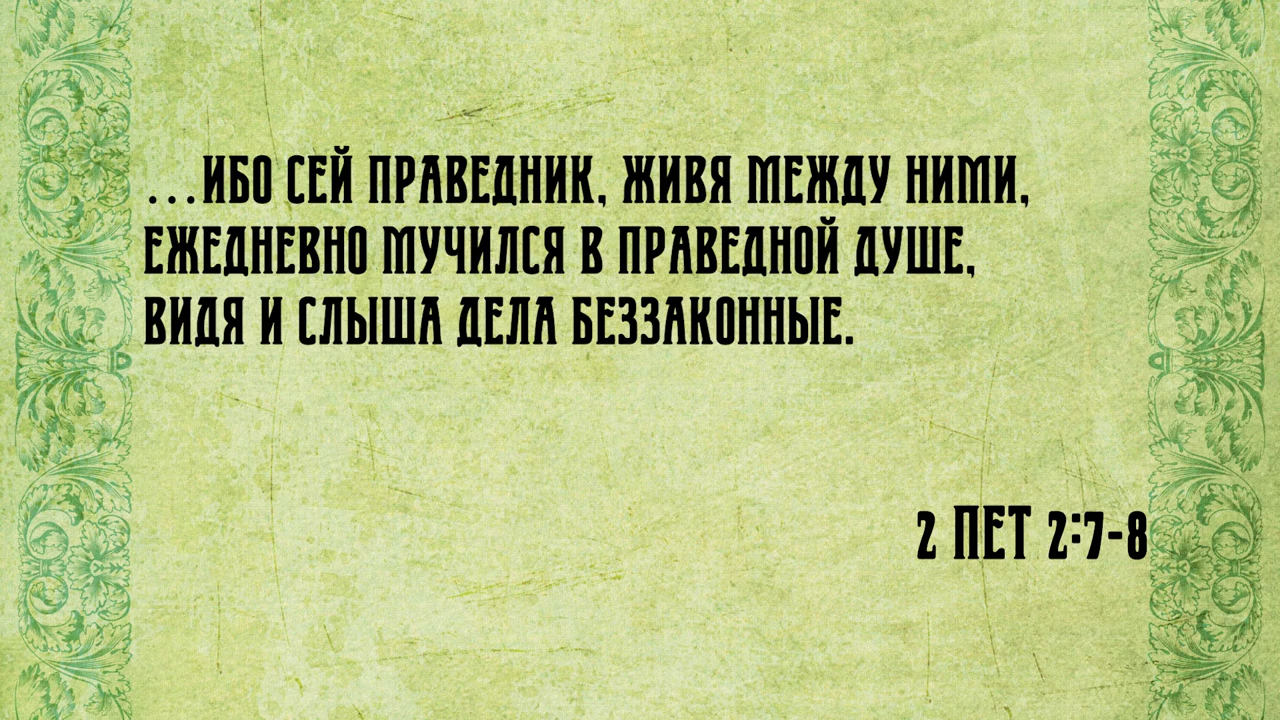 …ИБО СЕЙ ПРАВЕДНИК, ЖИВЯ МЕЖДУ НИМИ,
ЕЖЕДНЕВНО МУЧИЛСЯ В ПРАВЕДНОЙ ДУШЕ,
ВИДЯ И СЛЫША ДЕЛА БЕЗЗАКОННЫЕ.
2 ПЕТ 2:7-8